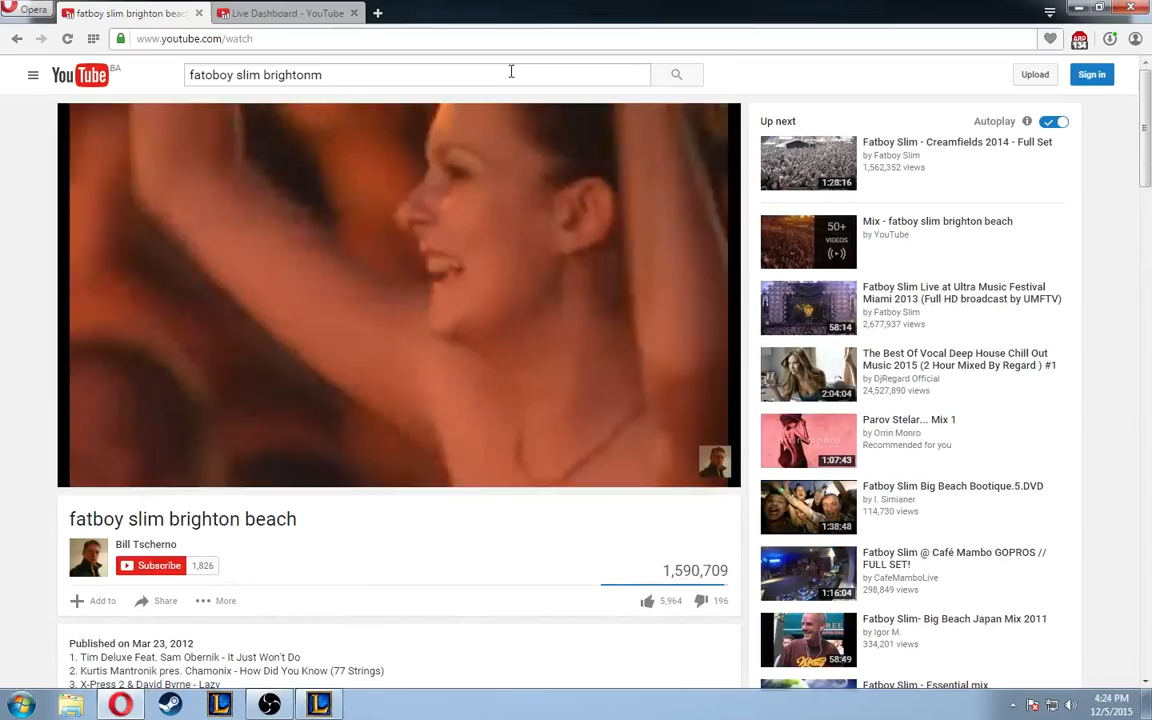 Opera
fatboy slim brighton beac
Live Dashboard - YouTube
www.youtube.com/watch
ABP
134
YouTube BA
fatoboy slim brightonm
Upload
Sign in
Up next
Autoplay
Fatboy Slim - Creamfields 2014 - Full Set
by Fatboy Slim
1,562,352 views
1:28:16
50+
VIDEOS
Mix - fatboy slim brighton beach
by YouTube
Fatboy Slim Live at Ultra Music Festival
Miami 2013 (Full HD broadcast by UMFTV)
by Fatboy Slim
2,677,937 views
58:14
The Best Of Vocal Deep House Chill Out
Music 2015 (2 Hour Mixed By Regard ) #1
by DjRegard Official
24,527,890 views
2:04:04
Parov Stelar... Mix 1
by Orrin Monro
Recommended for you
1:07:43
Fatboy Slim Big Beach Bootique.5.DVD
by I. Simianer
114,730 views
1:38:48
Fatboy Slim @ Café Mambo GOPROS //
FULL SET!
by CafeMamboLive
298,849 views
1:16:04
Fatboy Slim- Big Beach Japan Mix 2011
by Igor M.
334,201 views
58:49
Fatboy Slim - Essential mix
fatboy slim brighton beach
Bill Tscherno
Subscribe 1,826
1,590,709
Add to
Share
More
5,964
196
Published on Mar 23, 2012
1. Tim Deluxe Feat. Sam Obernik - It Just Won't Do
2. Kurtis Mantronik pres. Chamonix - How Did You Know (77 Strings)
3. X-Press 2 & David Byrne - Lazy
4:24 PM
12/5/2015